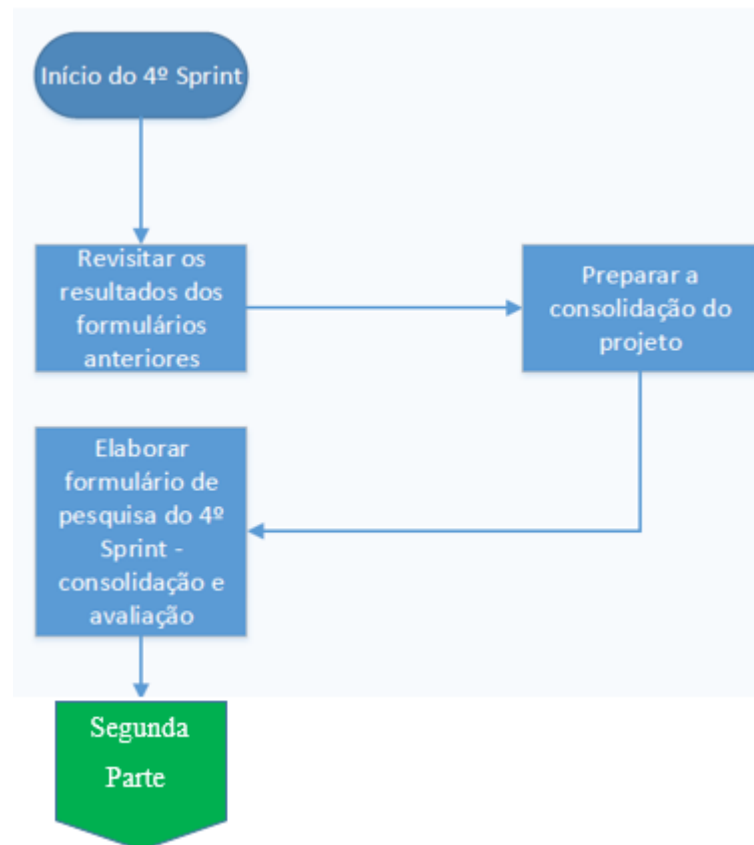 Início do 4º Sprint
Revisitar os
resultados dos
formulários
anteriores
Preparar a
consolidação do
projeto
Elaborar
formulário de
pesquisa do 4º
Sprint -
consolidação e
avaliação
Segunda
Parte